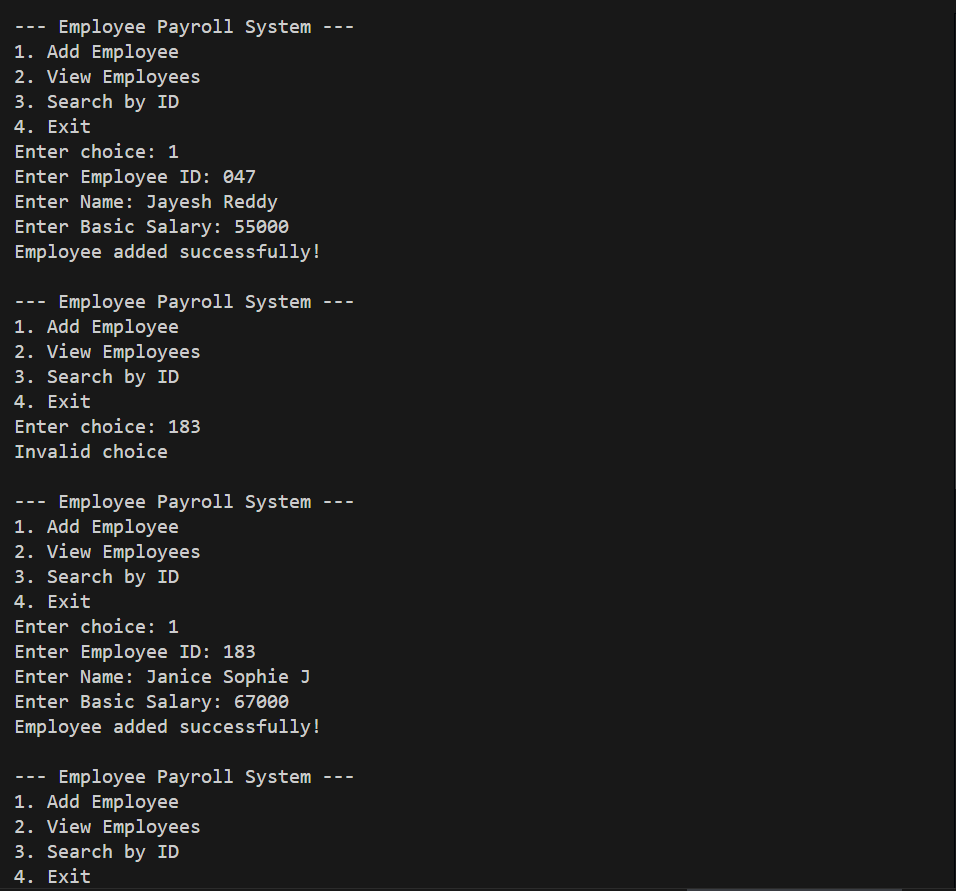 --- Employee Payroll System ---
1. Add Employee
2. View Employees
3. Search by ID
4. Exit
Enter choice: 1
Enter Employee ID: 047
Enter Name: Jayesh Reddy
Enter Basic Salary: 55000
Employee added successfully!

--- Employee Payroll System ---
1. Add Employee
2. View Employees
3. Search by ID
4. Exit
Enter choice: 183
Invalid choice

--- Employee Payroll System ---
1. Add Employee
2. View Employees
3. Search by ID
4. Exit
Enter choice: 1
Enter Employee ID: 183
Enter Name: Janice Sophie J
Enter Basic Salary: 67000
Employee added successfully!

--- Employee Payroll System ---
1. Add Employee
2. View Employees
3. Search by ID
4. Exit